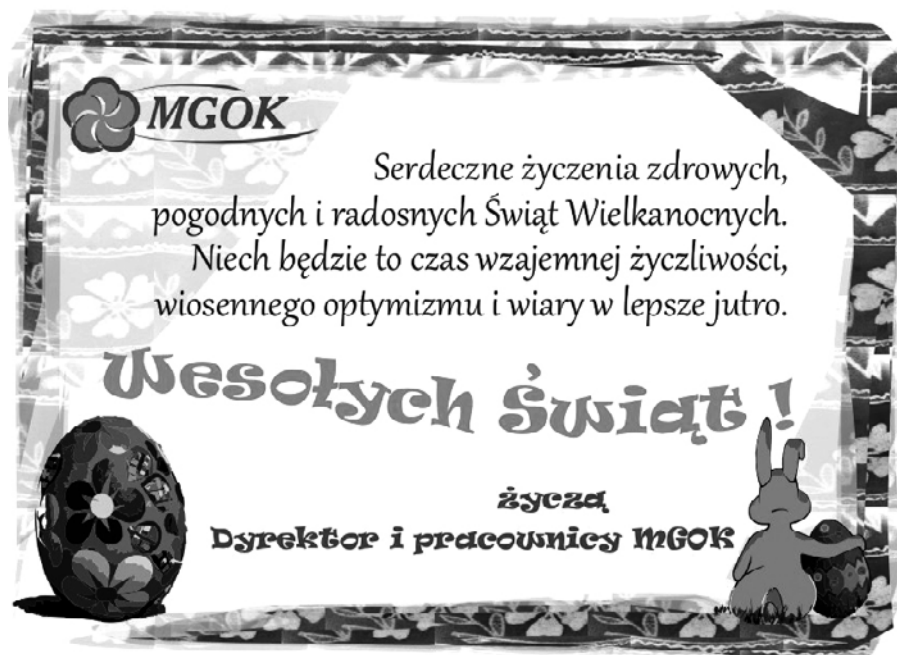 MGOK
Serdeczne życzenia zdrowych,
pogodnych i radosnych Świąt Wielkanocnych.
Niech będzie to czas wzajemnej życzliwości,
wiosennego optymizmu i wiary w lepsze jutro.
Wesołych Świąt !
życzą
Dyrektor i pracownicy MGOK